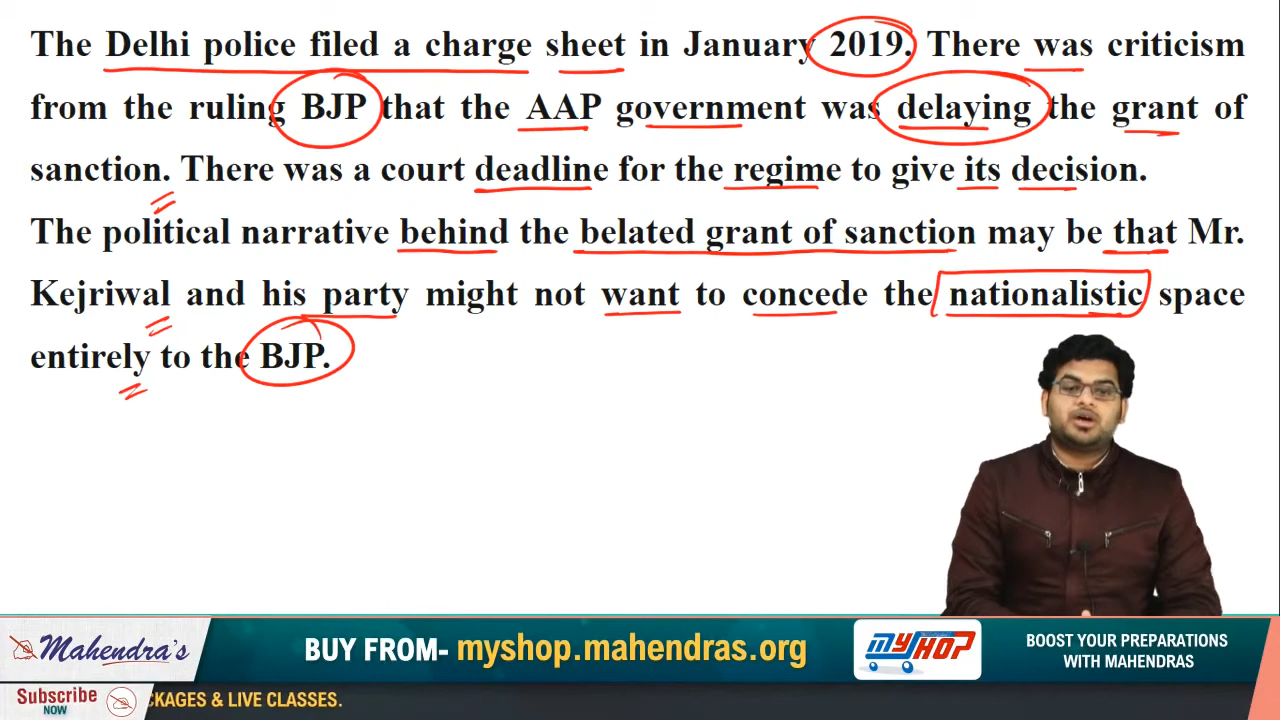 The Delhi police filed a charge sheet in January 2019. There was criticism
from the ruling BJP that the AAP government was delaying the grant of
sanction. There was a court deadline for the regime to give its decision.
The political narrative behind the belated grant of sanction may be that Mr.
Kejriwal and his party might not want to concede the nationalistic space
entirely to the BJP.
Mahendra's
BUY FROM- myshop.mahendras.org
MYSHOP
BOOST YOUR PREPARATIONS
WITH MAHENDRAS
Subscribe
NOW
CKAGES & LIVE CLASSES.